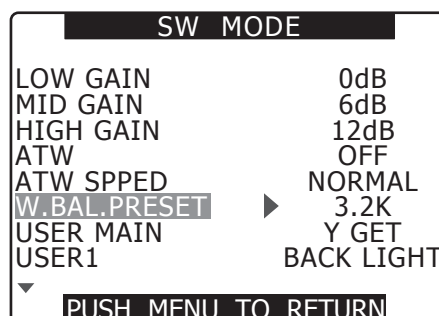 SW MODE
LOW GAIN 0dB
MID GAIN 6dB
HIGH GAIN 12dB
ATW OFF
ATW SPPED NORMAL
W.BAL.PRESET 3.2K
USER MAIN Y GET
USER1 BACK LIGHT
PUSH MENU TO RETURN